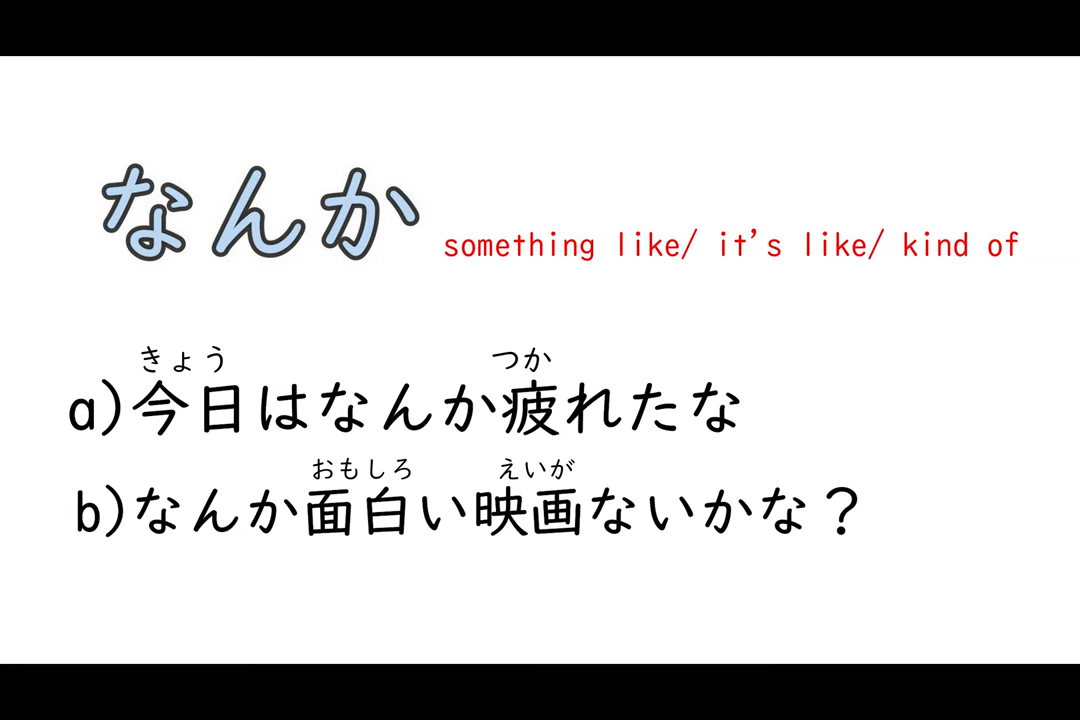 なんか something like/ it's like/ kind of
きょう つか
a)今日はなんか疲れたな
おもしろ えいが
b)なんか面白い映画ないかな？